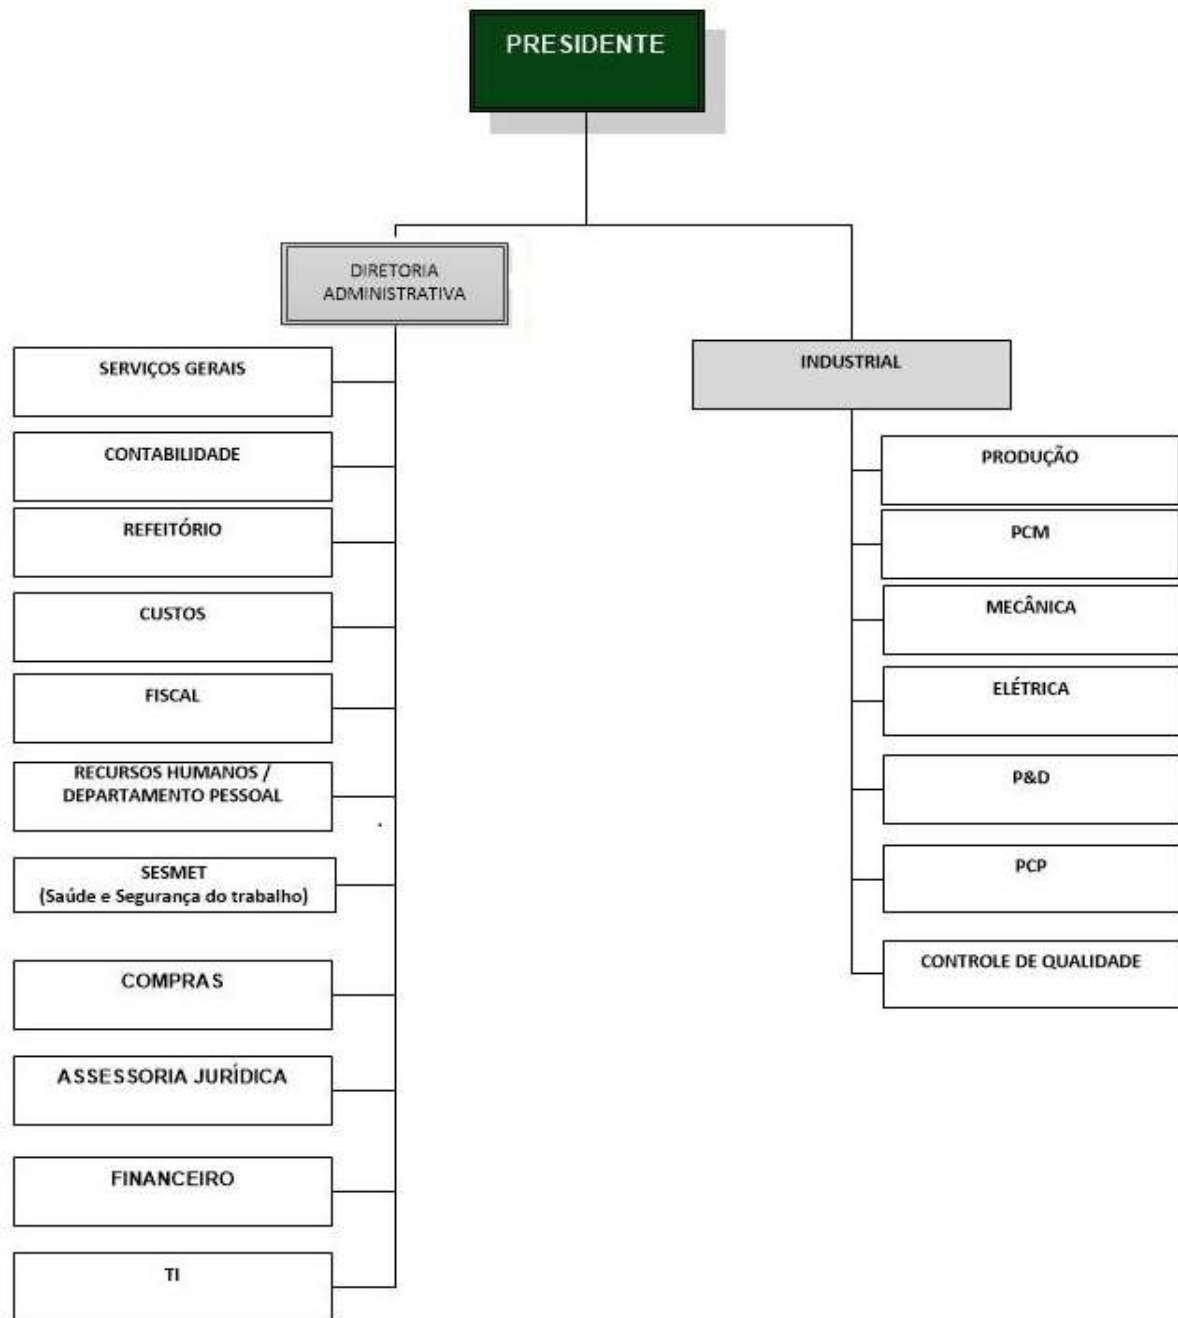 PRESIDENTE
DIRETORIA
ADMINISTRATIVA
SERVIÇOS GERAIS
CONTABILIDADE
REFEITÓRIO
CUSTOS
FISCAL
RECURSOS HUMANOS /
DEPARTAMENTO PESSOAL
SESMET
(Saúde e Segurança do trabalho)
COMPRAS
ASSESSORIA JURÍDICA
FINANCEIRO
TI
INDUSTRIAL
PRODUÇÃO
PCM
MECÂNICA
ELÉTRICA
P&D
PCP
CONTROLE DE QUALIDADE